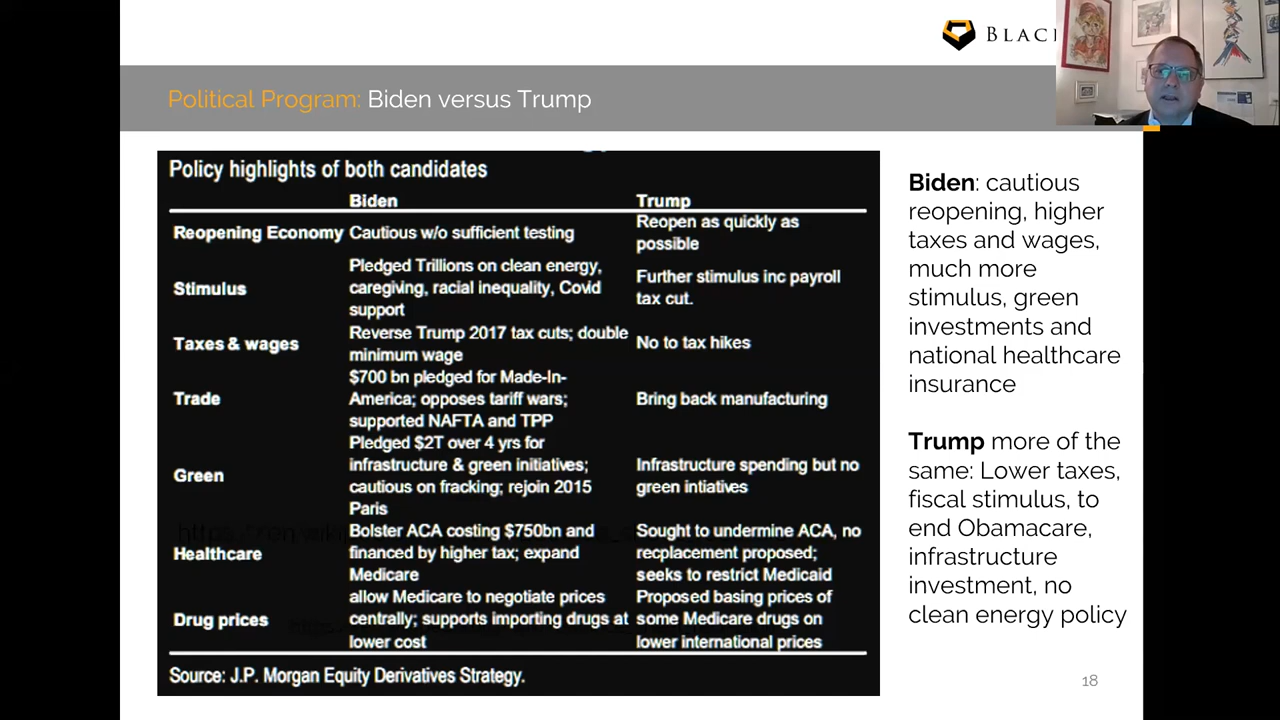 BLACK
Political Program: Biden versus Trump
Policy highlights of both candidates
Biden Trump
Reopening Economy Cautious w/o sufficient testing Reopen as quickly as possible
Stimulus Pledged Trillions on clean energy, caregiving, racial inequality, Covid support Further stimulus inc payroll tax cut.
Taxes & wages Reverse Trump 2017 tax cuts; double minimum wage No to tax hikes
Trade $700 bn pledged for Made-In-America; opposes tariff wars; supported NAFTA and TPP Bring back manufacturing
Green Pledged $2T over 4 yrs for infrastructure & green initiatives; cautious on fracking; rejoin 2015 Paris Infrastructure spending but no green intiatives
Healthcare Bolster ACA costing $750bn and financed by higher tax; expand Medicare Sought to undermine ACA, no recplacement proposed; seeks to restrict Medicaid
Drug prices allow Medicare to negotiate prices centrally; supports importing drugs at lower cost Proposed basing prices of some Medicare drugs on lower international prices
Source: J.P. Morgan Equity Derivatives Strategy.
Biden: cautious
reopening, higher
taxes and wages,
much more
stimulus, green
investments and
national healthcare
insurance
Trump more of the
same: Lower taxes,
fiscal stimulus, to
end Obamacare,
infrastructure
investment, no
clean energy policy
18